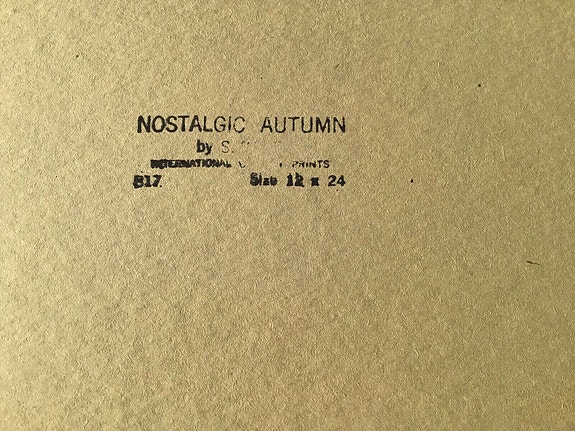 NOSTALGIC AUTUMN
by S.
INTERNATIONAL PRINTS
817 Size 12 x 24